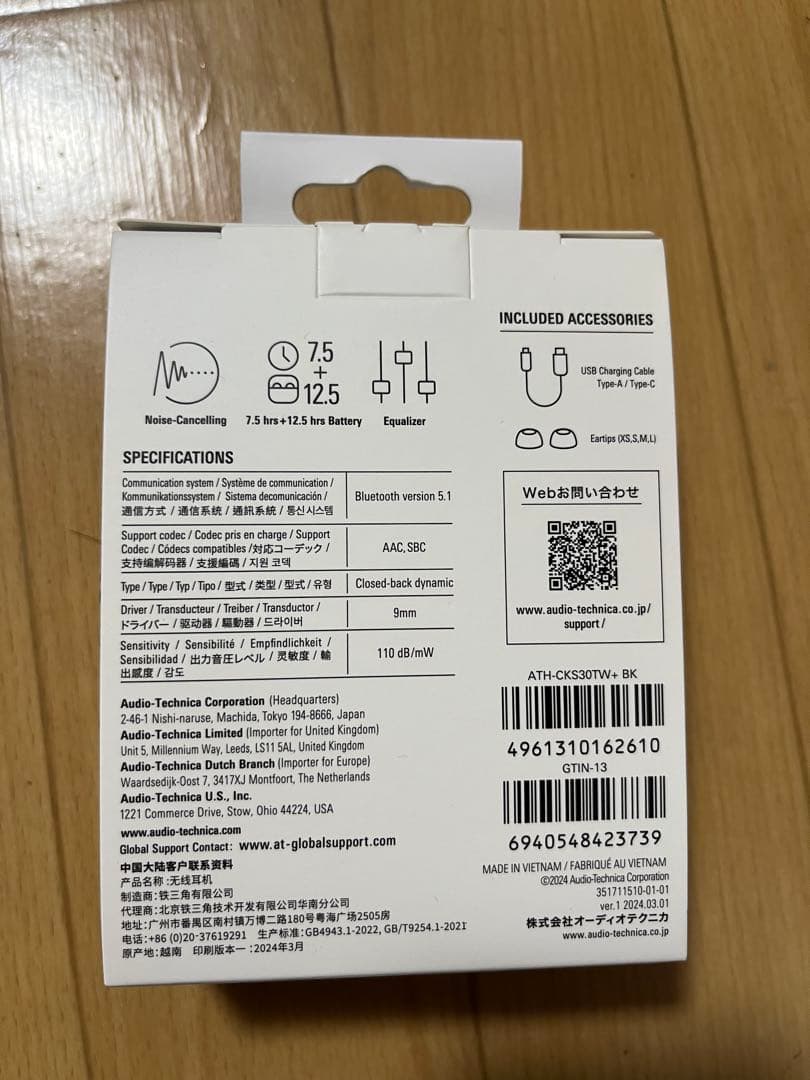 7.5
+
12.5
Noise-Cancelling
7.5 hrs+12.5 hrs Battery
Equalizer
INCLUDED ACCESSORIES
USB Charging Cable
Type-A / Type-C
Eartips (XS,S,M,L)
SPECIFICATIONS
Communication system / Système de communication /
Kommunikationssystem / Sistema decomunicación /
通信方式 / 通信系统 / 通訊系統 / 통신시스템
Bluetooth version 5.1
Support codec / Codec pris en charge / Support
Codec / Códecs compatibles /対応コーデック /
支持编解码器 / 支援編碼 / 지원 코덱
AAC, SBC
Type / Type / Typ / Tipo / 型式 / 类型 / 型式 / 유형
Closed-back dynamic
Driver / Transducteur / Treiber / Transductor /
ドライバー / 驱动器 / 驅動器 / 드라이버
9mm
Sensitivity / Sensibilité / Empfindlichkeit /
Sensibilidad / 出力音圧レベル / 灵敏度 / 輸
出感度 / 감도
110 dB/mW
Webお問い合わせ
www.audio-technica.co.jp/
support/
Audio-Technica Corporation (Headquarters)
2-46-1 Nishi-naruse, Machida, Tokyo 194-8666, Japan
Audio-Technica Limited (Importer for United Kingdom)
Unit 5, Millennium Way, Leeds, LS11 5AL, United Kingdom
Audio-Technica Dutch Branch (Importer for Europe)
Waardsedijk-Oost 7, 3417XJ Montfoort, The Netherlands
Audio-Technica U.S., Inc.
1221 Commerce Drive, Stow, Ohio 44224, USA
www.audio-technica.com
Global Support Contact: www.at-globalsupport.com
中国大陆客户联系资料
产品名称:无线耳机
制造商:铁三角有限公司
代理商:北京铁三角技术开发有限公司华南分公司
地址:广州市番禺区南村镇万博二路180号粤海广场2505房
电话:+86 (0)20-37619291 生产标准:GB4943.1-2022, GB/T9254.1-2021
原产地:越南 印刷版本一:2024年3月
ATH-CKS30TW+ BK
4961310162610
GTIN-13
6940548423739
MADE IN VIETNAM / FABRIQUÉ AU VIETNAM
©2024 Audio-Technica Corporation
351711510-01-01
ver.1 2024.03.01
株式会社オーディオテクニカ
www.audio-technica.co.jp